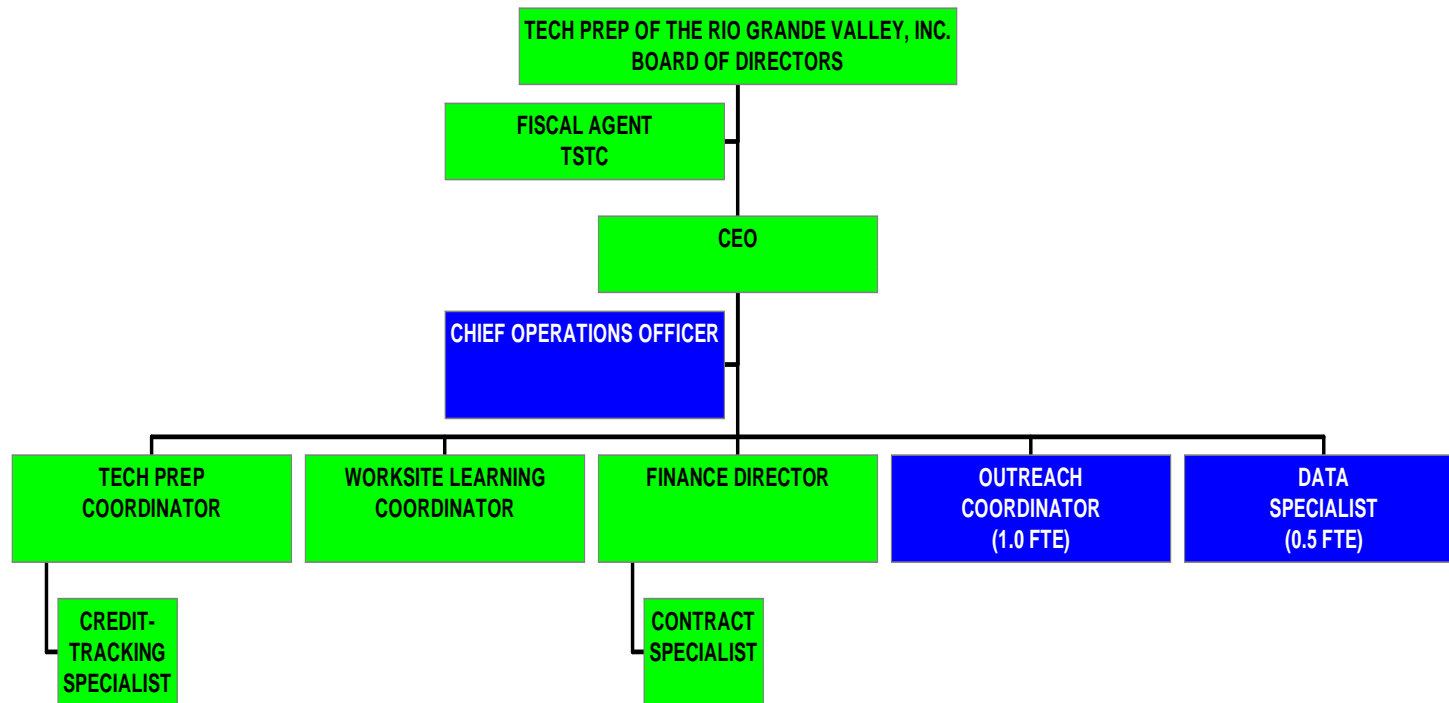 TECH PREP OF THE RIO GRANDE VALLEY, INC.
BOARD OF DIRECTORS
FISCAL AGENT
TSTC
CEO
CHIEF OPERATIONS OFFICER
TECH PREP
COORDINATOR
WORKSITE LEARNING
COORDINATOR
FINANCE DIRECTOR
OUTREACH
COORDINATOR
(1.0 FTE)
DATA
SPECIALIST
(0.5 FTE)
CREDIT-
TRACKING
SPECIALIST
CONTRACT
SPECIALIST